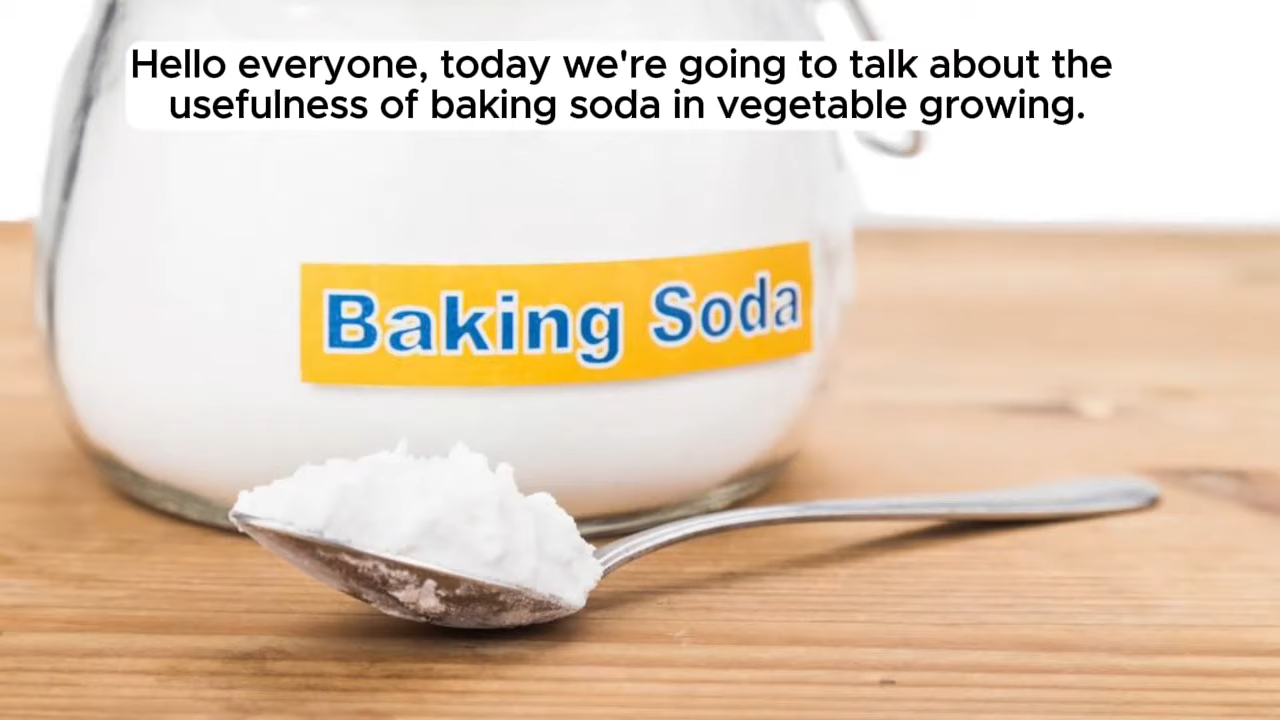 Hello everyone, today we're going to talk about the
usefulness of baking soda in vegetable growing.
Baking Soda